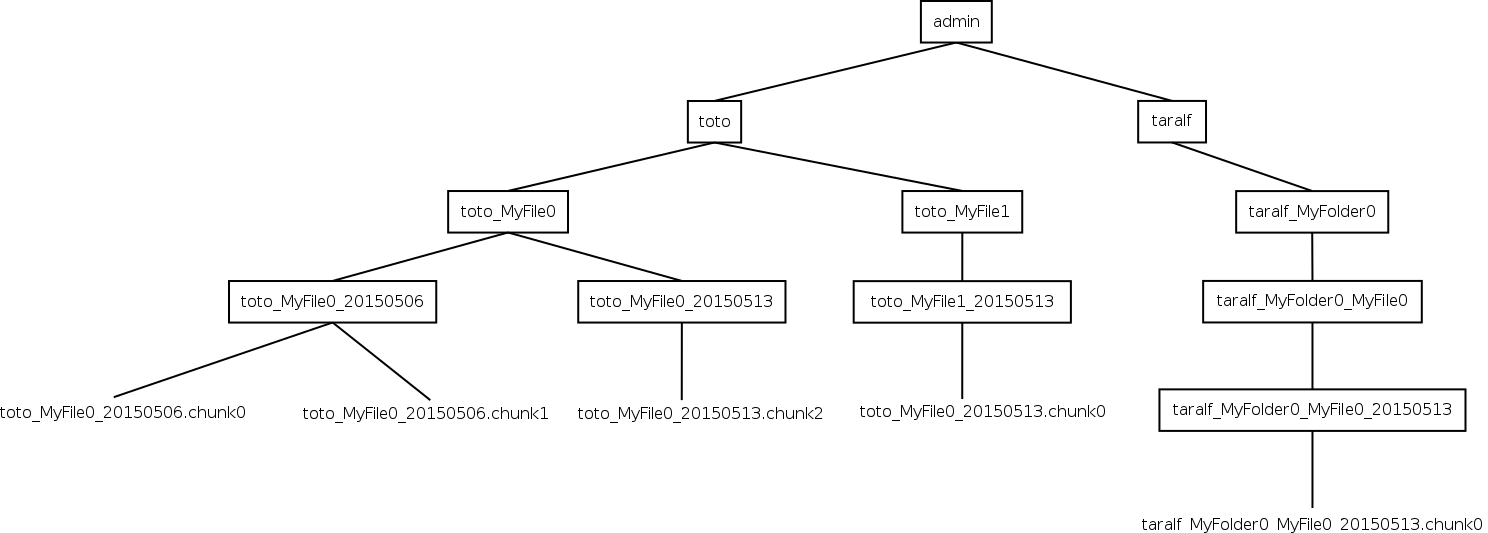 admin
toto
taralf
toto_MyFile0
toto_MyFile1
taralf_MyFolder0
toto_MyFile0_20150506
toto_MyFile0_20150513
toto_MyFile1_20150513
taralf_MyFolder0_MyFile0
toto_MyFile0_20150506.chunk0
toto_MyFile0_20150506.chunk1
toto_MyFile0_20150513.chunk2
toto_MyFile0_20150513.chunk0
taralf_MyFolder0_MyFile0_20150513
taralf_MyFolder0_MyFile0_20150513.chunk0